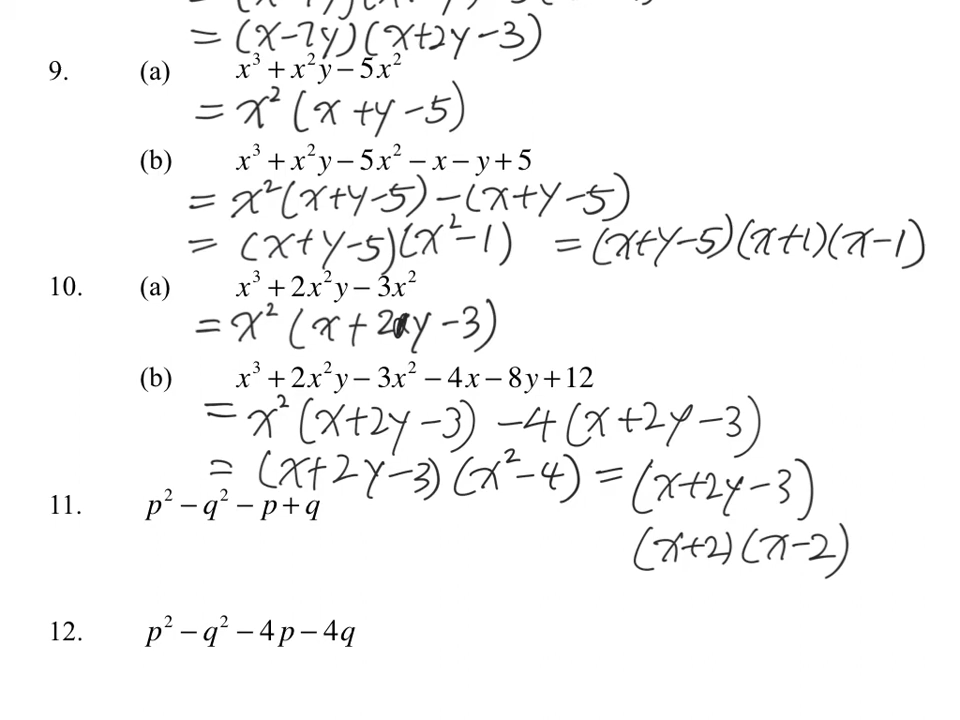 = (x-7y)(x+2y-3)
9. (a) x³ + x²y - 5x²
= x²(x+y-5)
(b) x³ + x²y - 5x² - x - y + 5
= x²(x+y-5) - (x+y-5)
= (x+y-5)(x²-1) = (x+y-5)(x+1)(x-1)
10. (a) x³ + 2x²y - 3x²
= x²(x+2y-3)
(b) x³ + 2x²y - 3x² - 4x - 8y + 12
= x²(x+2y-3) - 4(x+2y-3)
= (x+2y-3)(x²-4) = (x+2y-3)
(x+2)(x-2)
11. p² - q² - p + q
12. p² - q² - 4p - 4q